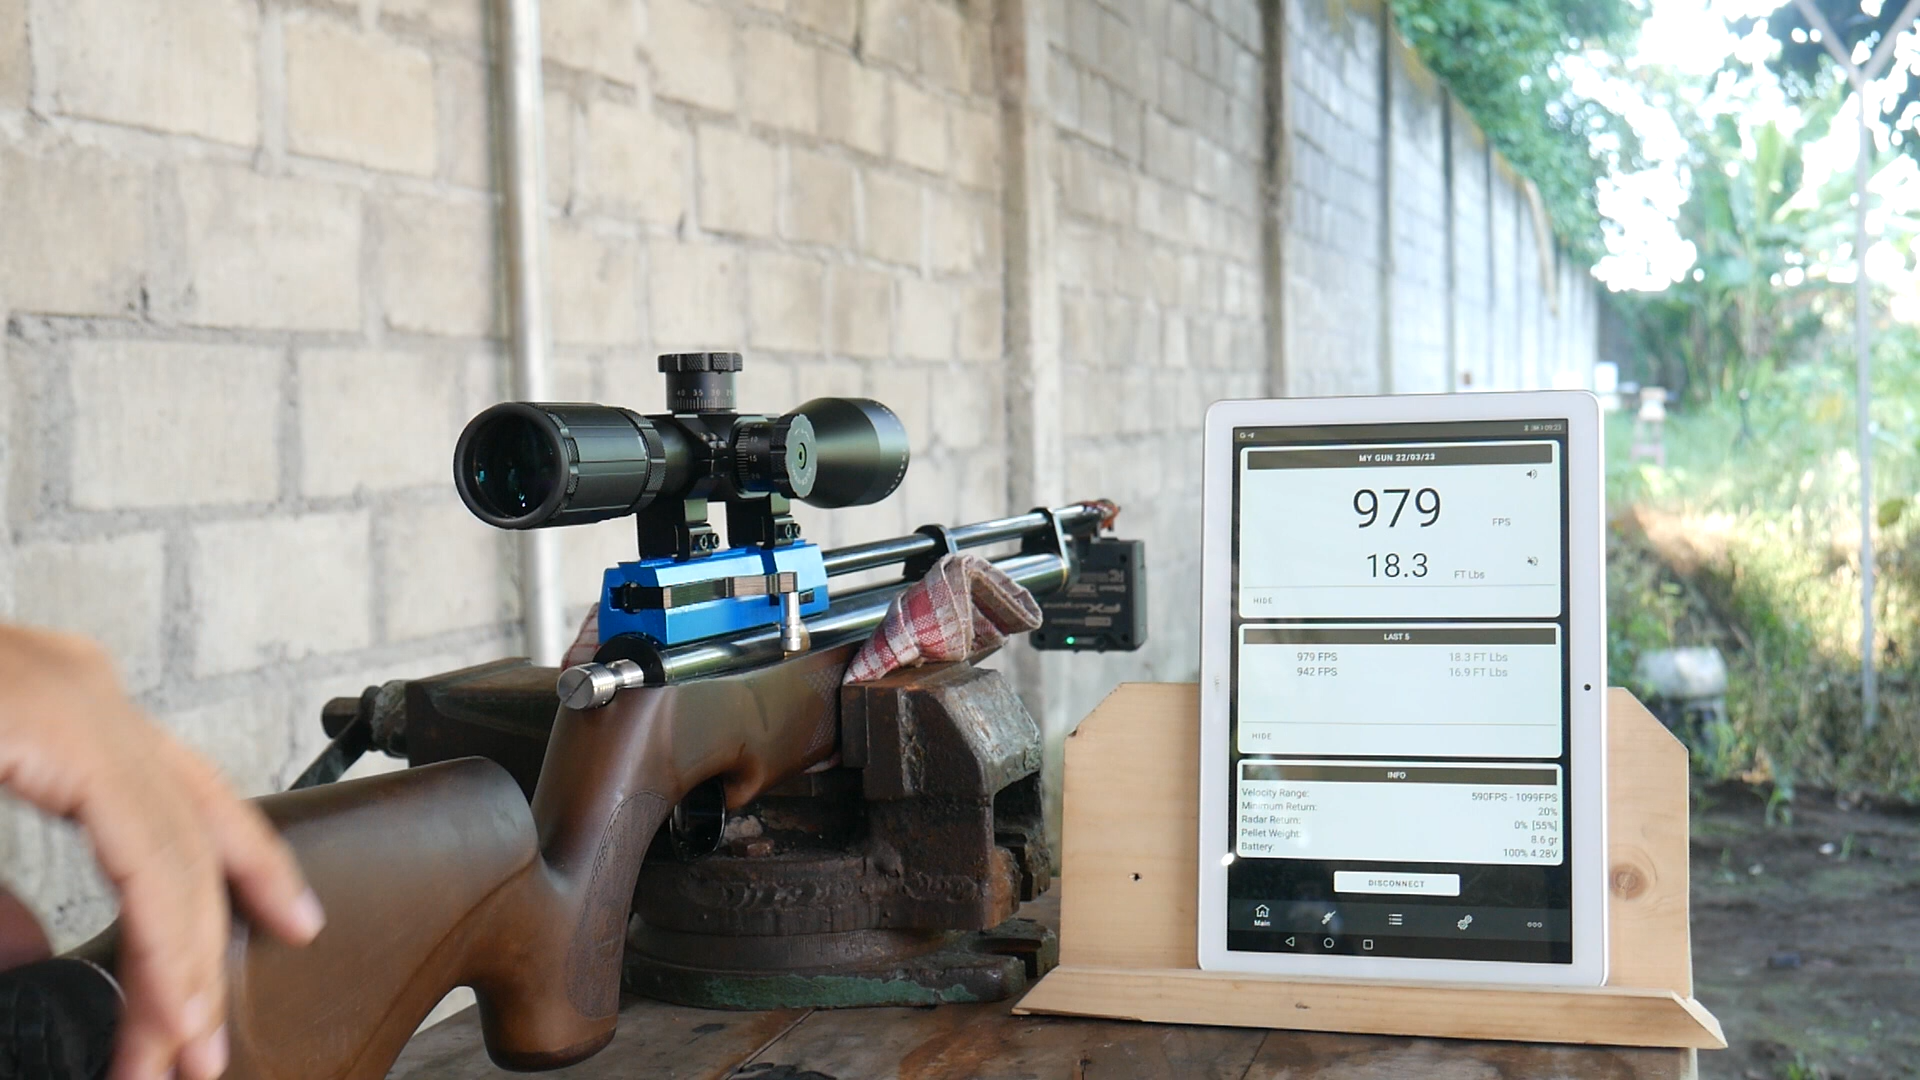 MY GUN 22/03/23
979
FPS
18.3
FT Lbs
HIDE
LAST 5
979 FPS 18.3 FT Lbs
942 FPS 16.9 FT Lbs
HIDE
INFO
Velocity Range: 590FPS - 1099FPS
Minimum Return: 20%
Radar Return: 0% [55%]
Pellet Weight: 8.6 gr
Battery: 100% 4.28V
DISCONNECT
Main